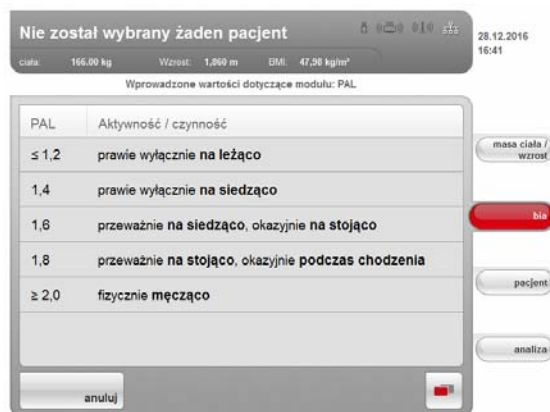 Nie został wybrany żaden pacjent
28.12.2016
16:41
ciała: 166.00 kg Wzrost: 1,860 m BMI: 47,98 kg/m²
Wprowadzone wartości dotyczące modułu: PAL
PAL Aktywność / czynność
≤ 1,2 prawie wyłącznie na leżąco
1,4 prawie wyłącznie na siedząco
1,6 przeważnie na siedząco, okazyjnie na stojąco
1,8 przeważnie na stojąco, okazyjnie podczas chodzenia
≥ 2,0 fizycznie męcząco
masa ciała /
wzrost
bia
pacjent
analiza
anuluj